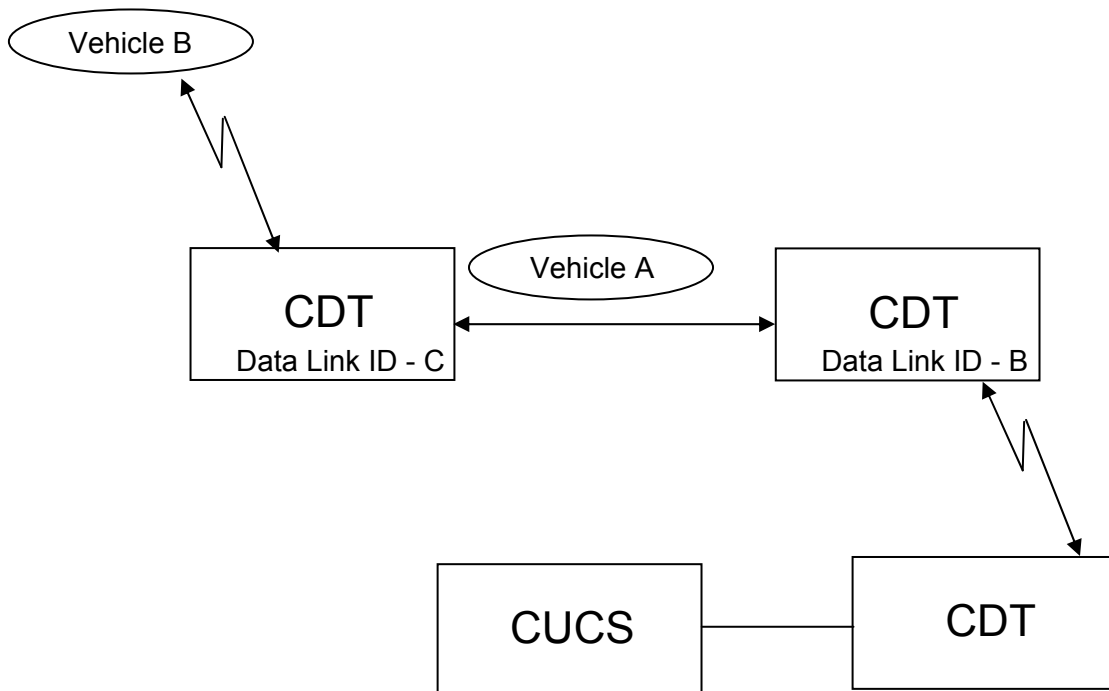 Vehicle B
Vehicle A
CDT
Data Link ID - C
CDT
Data Link ID - B
CUCS
CDT